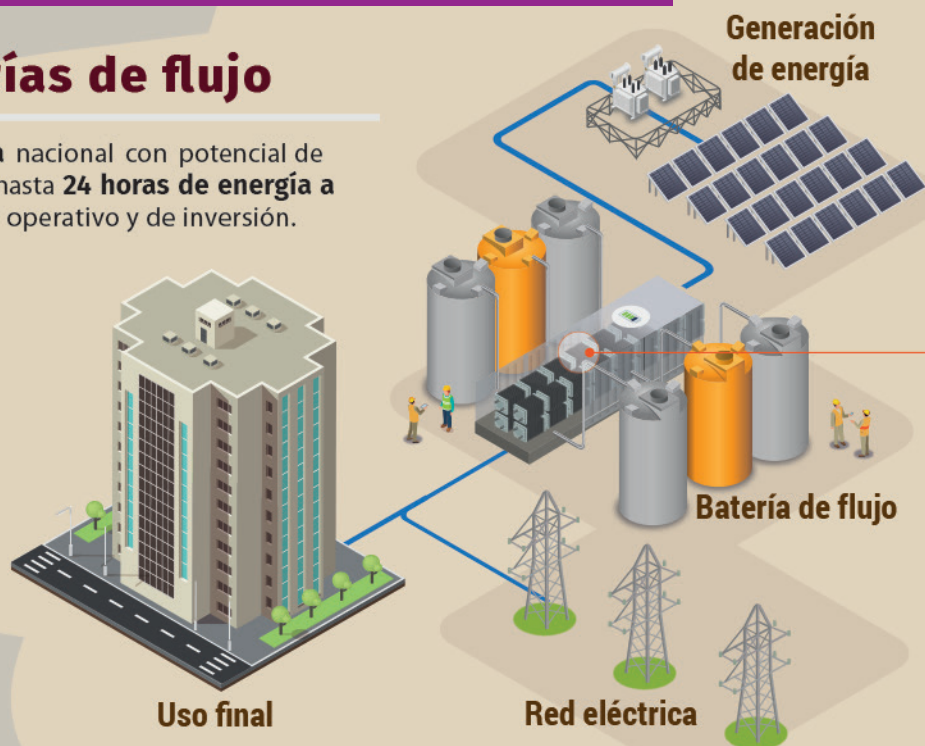 ías de flujo
nacional con potencial de
hasta 24 horas de energía a
operativo y de inversión.
Generación
de energía
Batería de flujo
Uso final
Red eléctrica